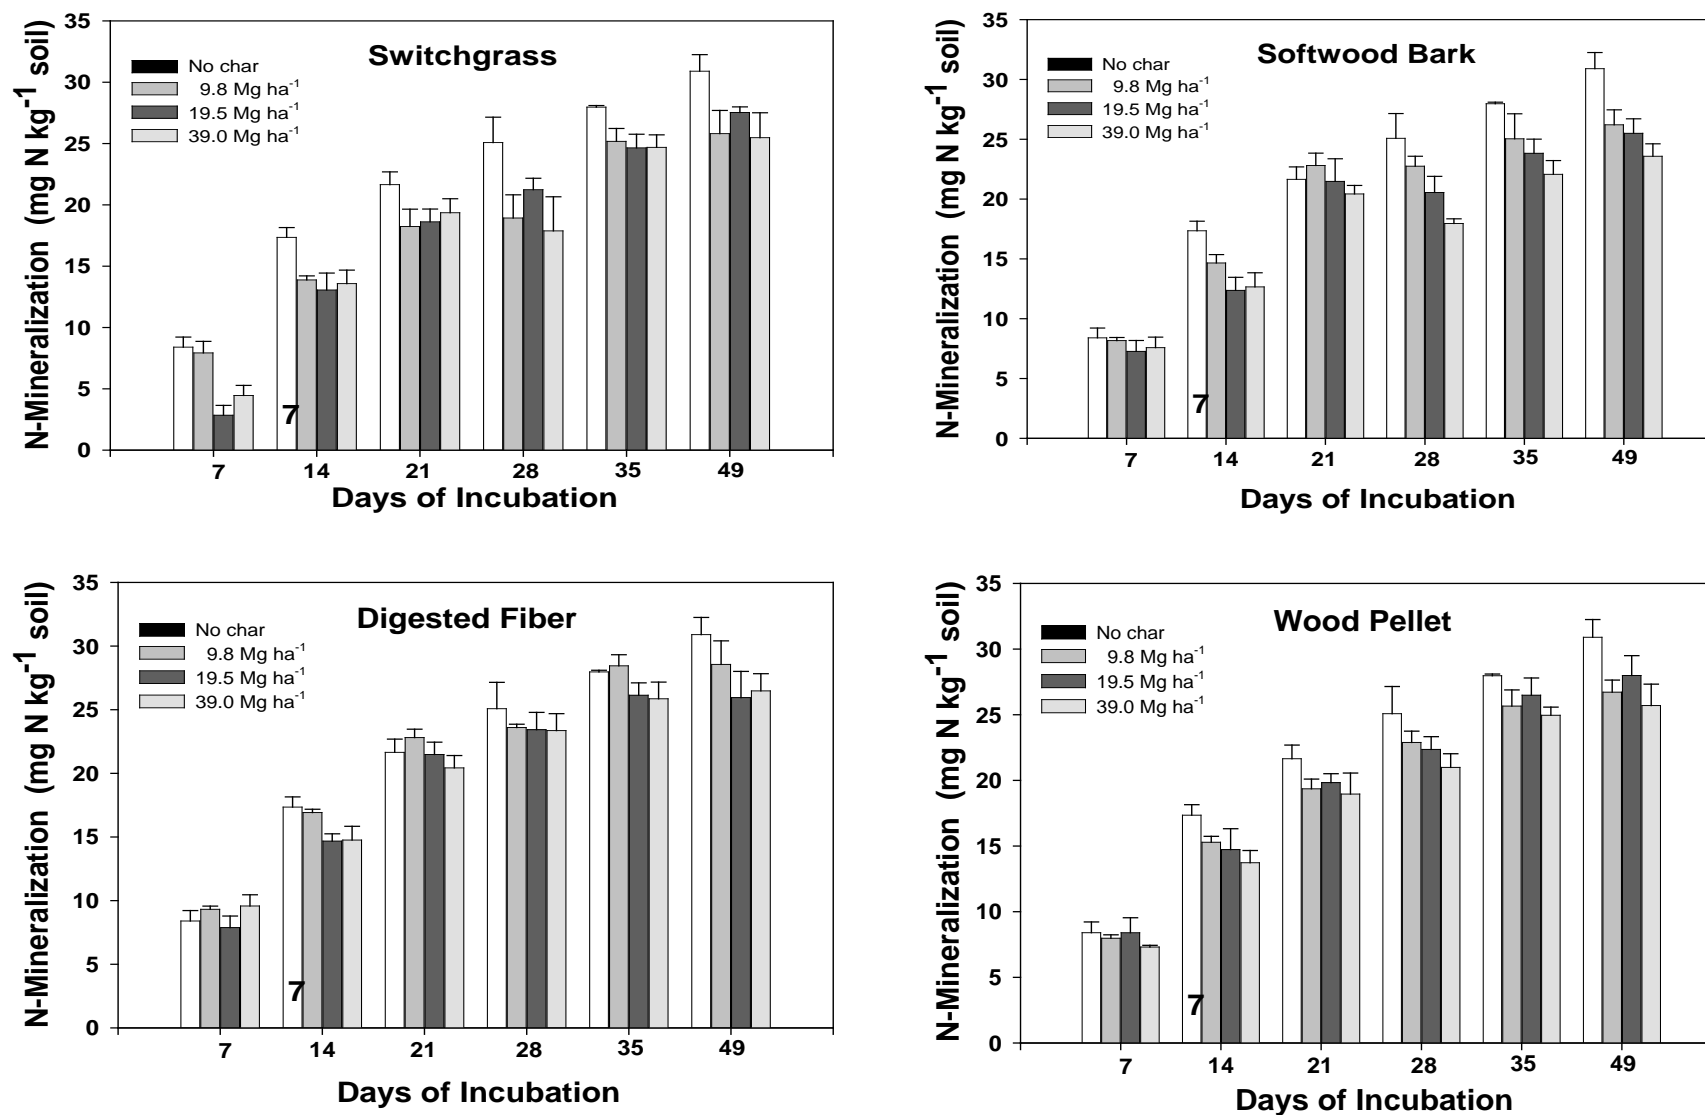 Switchgrass
N-Mineralization (mg N kg⁻¹ soil)
35
30
25
20
15
10
5
0
No char
9.8 Mg ha⁻¹
19.5 Mg ha⁻¹
39.0 Mg ha⁻¹
7
7 14 21 28 35 49
Days of Incubation
Softwood Bark
N-Mineralization (mg N kg⁻¹ soil)
35
30
25
20
15
10
5
0
No char
9.8 Mg ha⁻¹
19.5 Mg ha⁻¹
39.0 Mg ha⁻¹
7
7 14 21 28 35 49
Days of Incubation
Digested Fiber
N-Mineralization (mg N kg⁻¹ soil)
35
30
25
20
15
10
5
0
No char
9.8 Mg ha⁻¹
19.5 Mg ha⁻¹
39.0 Mg ha⁻¹
7
7 14 21 28 35 49
Days of Incubation
Wood Pellet
N-Mineralization (mg N kg⁻¹ soil)
35
30
25
20
15
10
5
0
No char
9.8 Mg ha⁻¹
19.5 Mg ha⁻¹
39.0 Mg ha⁻¹
7
7 14 21 28 35 49
Days of Incubation